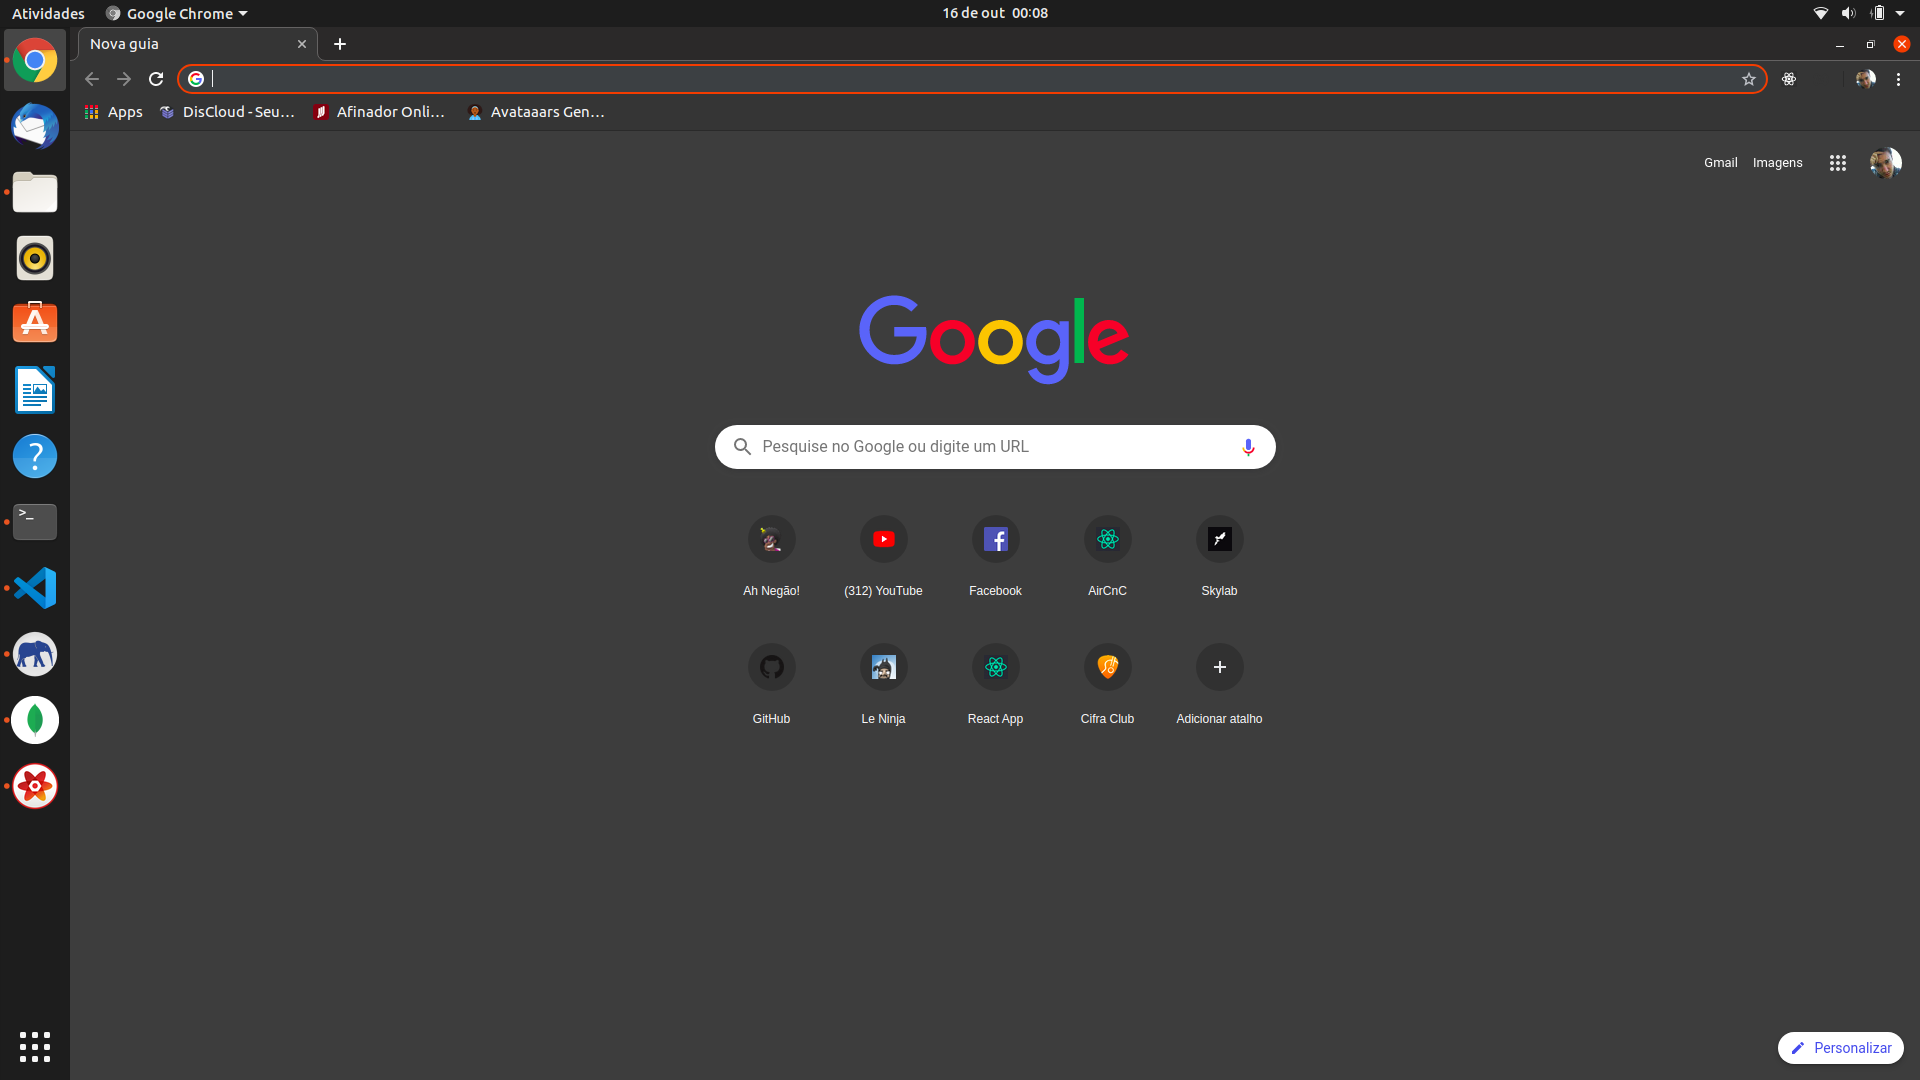 Atividades Google Chrome 16 de out 00:08
Nova guia
Apps DisCloud - Seu... Afinador Onli... Avataaars Gen...
Gmail Imagens
Google
Pesquise no Google ou digite um URL
Ah Negão! (312) YouTube Facebook AirCnC Skylab
GitHub Le Ninja React App Cifra Club Adicionar atalho
Personalizar